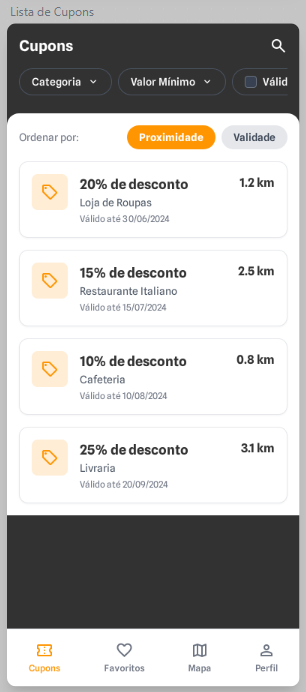 Lista de Cupons
Cupons
Categoria
Valor Mínimo
Válid
Ordenar por:
Proximidade
Validade
20% de desconto
1.2 km
Loja de Roupas
Válido até 30/06/2024
15% de desconto
2.5 km
Restaurante Italiano
Válido até 15/07/2024
10% de desconto
0.8 km
Cafeteria
Válido até 10/08/2024
25% de desconto
3.1 km
Livraria
Válido até 20/09/2024
Cupons
Favoritos
Mapa
Perfil